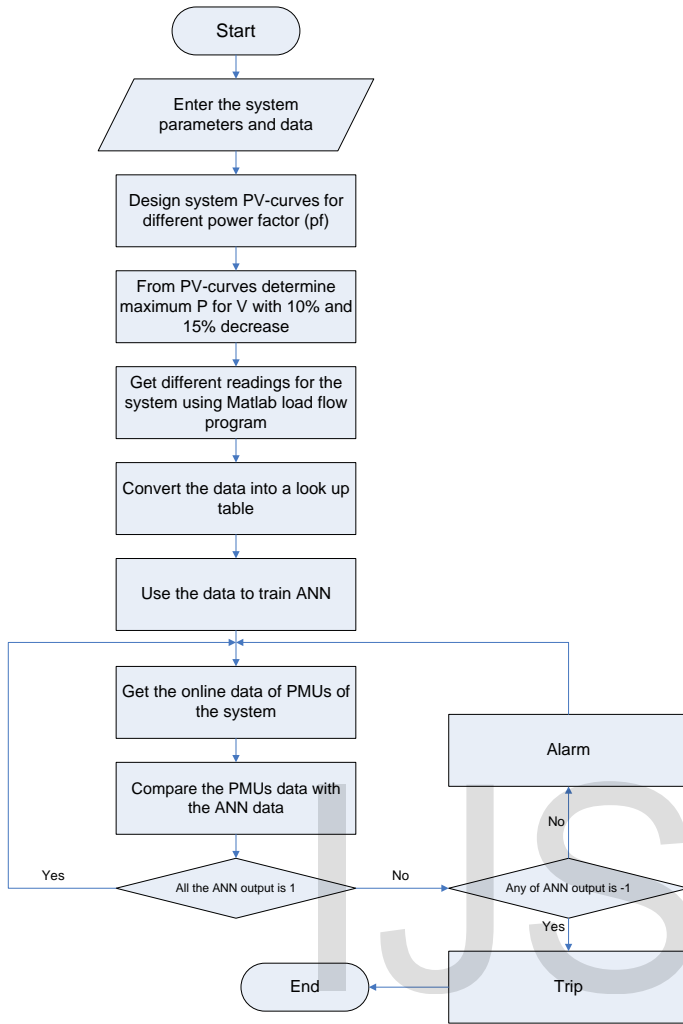 Start
Enter the system
parameters and data
Design system PV-curves for
different power factor (pf)
From PV-curves determine
maximum P for V with 10% and
15% decrease
Get different readings for the
system using Matlab load flow
program
Convert the data into a look up
table
Use the data to train ANN
Get the online data of PMUs of
the system
Compare the PMUs data with
the ANN data
Alarm
No
Yes
All the ANN output is 1
No
Any of ANN output is -1
Yes
Trip
End
IJS